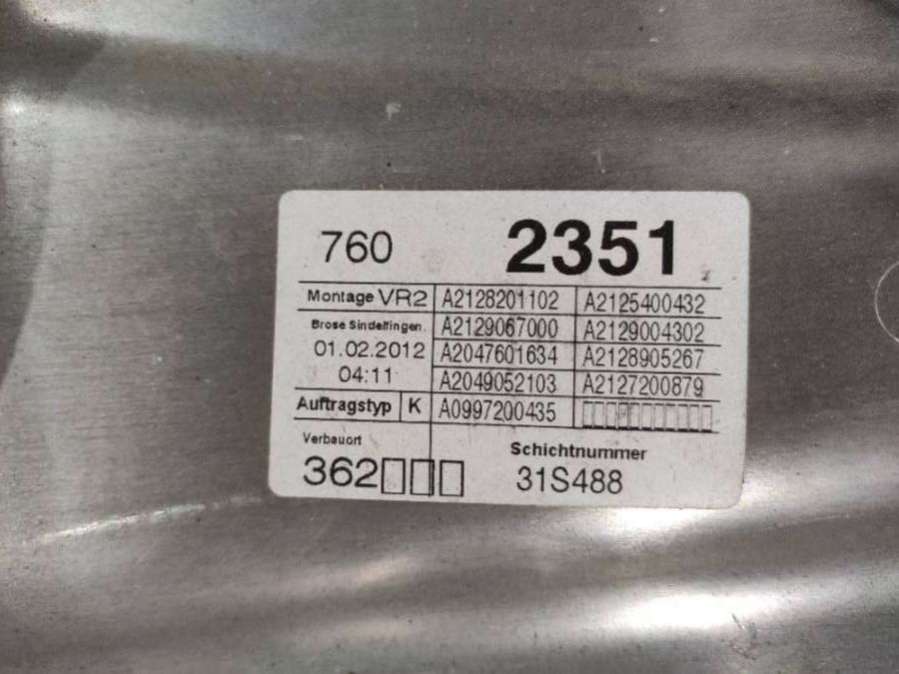 760 2351
Montage VR2 A2128201102 A2125400432
Brose Sindelfingen. A2129067000 A2129004302
01.02.2012 A2047601634 A2128905267
04:11 A2049052103 A2127200879
Auftragstyp K A0997200435 □□□□□□□□□□□
Verbauort Schichtnummer
362□□□ 31S488